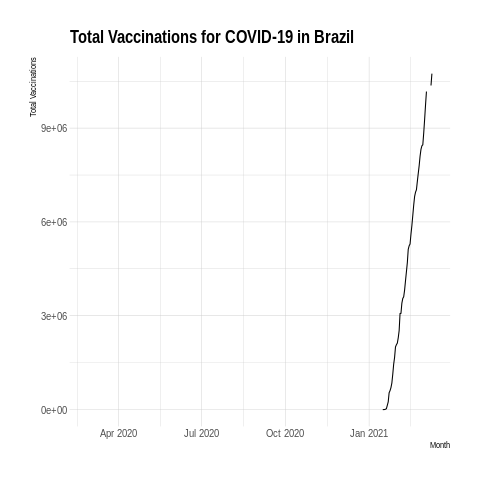 Total Vaccinations for COVID-19 in Brazil
Total Vaccinations
9e+06
6e+06
3e+06
0e+00
Apr 2020 Jul 2020 Oct 2020 Jan 2021
Month